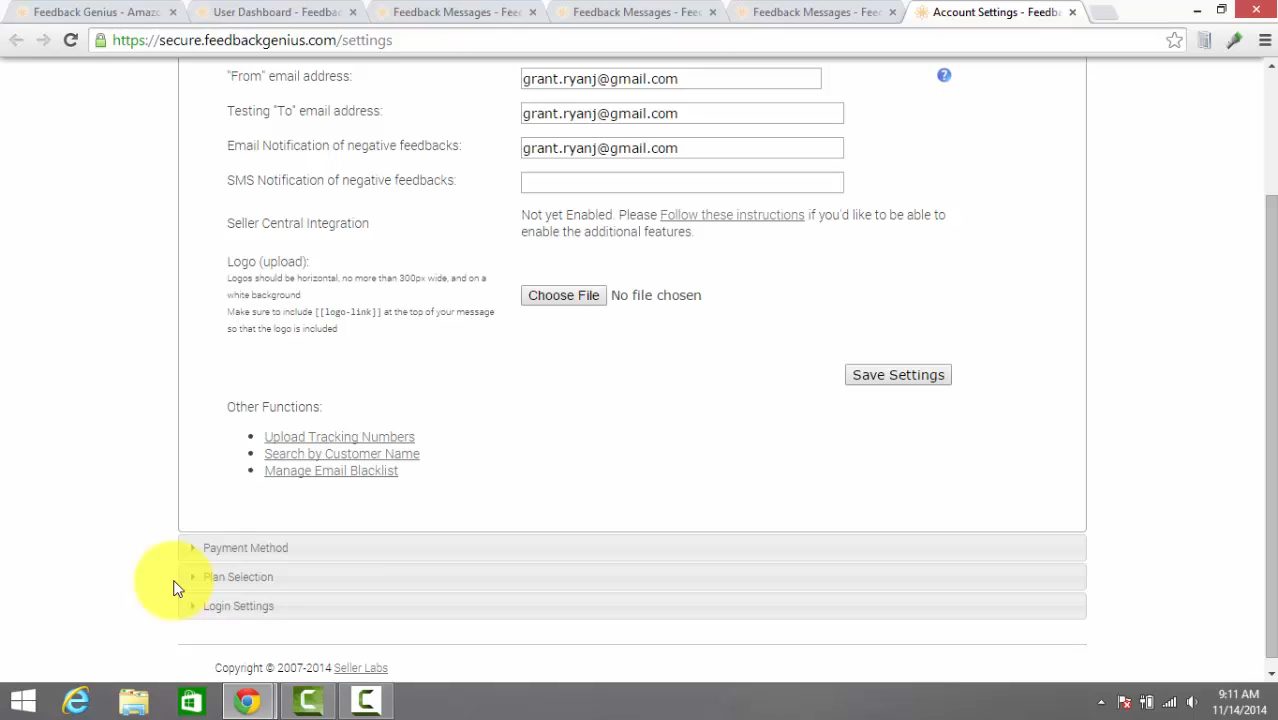 Feedback Genius - Amazo
User Dashboard - Feedba
Feedback Messages - Fee
Feedback Messages - Fee
Feedback Messages - Fee
Account Settings - Feedb
https://secure.feedbackgenius.com/settings
"From" email address:
grant.ryanj@gmail.com
?
Testing "To" email address:
grant.ryanj@gmail.com
Email Notification of negative feedbacks:
grant.ryanj@gmail.com
SMS Notification of negative feedbacks:
Seller Central Integration
Not yet Enabled. Please Follow these instructions if you'd like to be able to
enable the additional features.
Logo (upload):
Logos should be horizontal, no more than 300px wide, and on a
white background
Make sure to include [[logo-link]] at the top of your message
so that the logo is included
Choose File No file chosen
Save Settings
Other Functions:
Upload Tracking Numbers
Search by Customer Name
Manage Email Blacklist
Payment Method
Plan Selection
Login Settings
Copyright © 2007-2014 Seller Labs
9:11 AM
11/14/2014